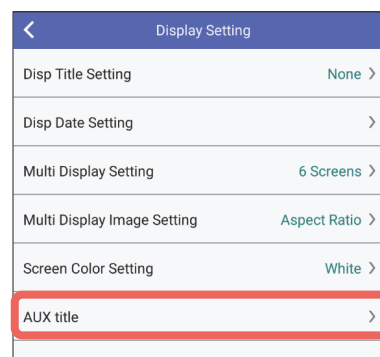 Display Setting
Disp Title Setting None
Disp Date Setting
Multi Display Setting 6 Screens
Multi Display Image Setting Aspect Ratio
Screen Color Setting White
AUX title